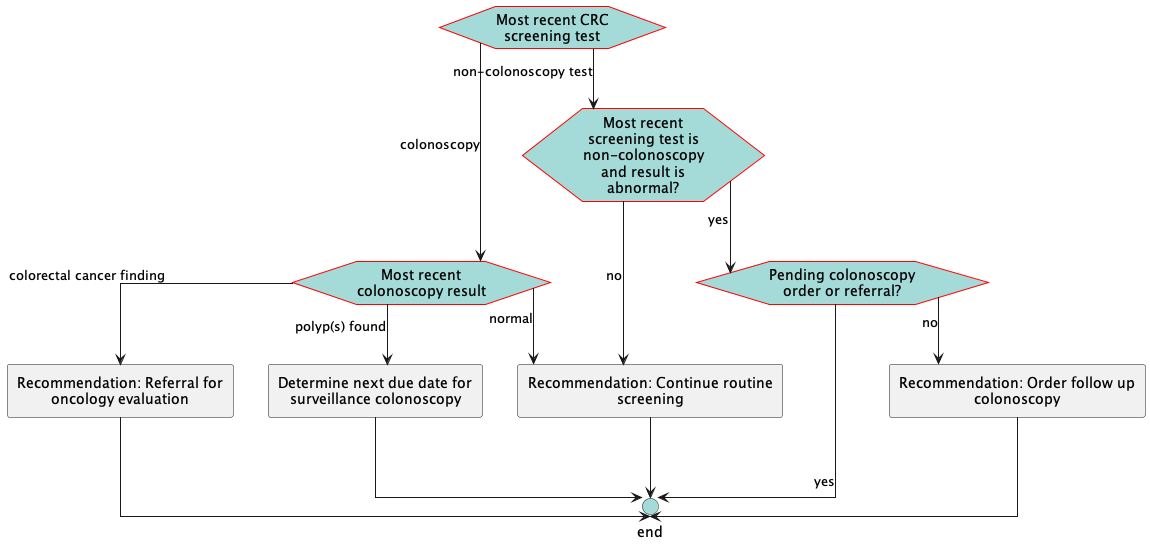 Most recent CRC
screening test
non-colonoscopy test
colonoscopy
Most recent
screening test is
non-colonoscopy
and result is
abnormal?
yes
no
colorectal cancer finding
Most recent
colonoscopy result
Pending colonoscopy
order or referral?
polyp(s) found
normal
no
Recommendation: Referral for
oncology evaluation
Determine next due date for
surveillance colonoscopy
Recommendation: Continue routine
screening
Recommendation: Order follow up
colonoscopy
yes
end